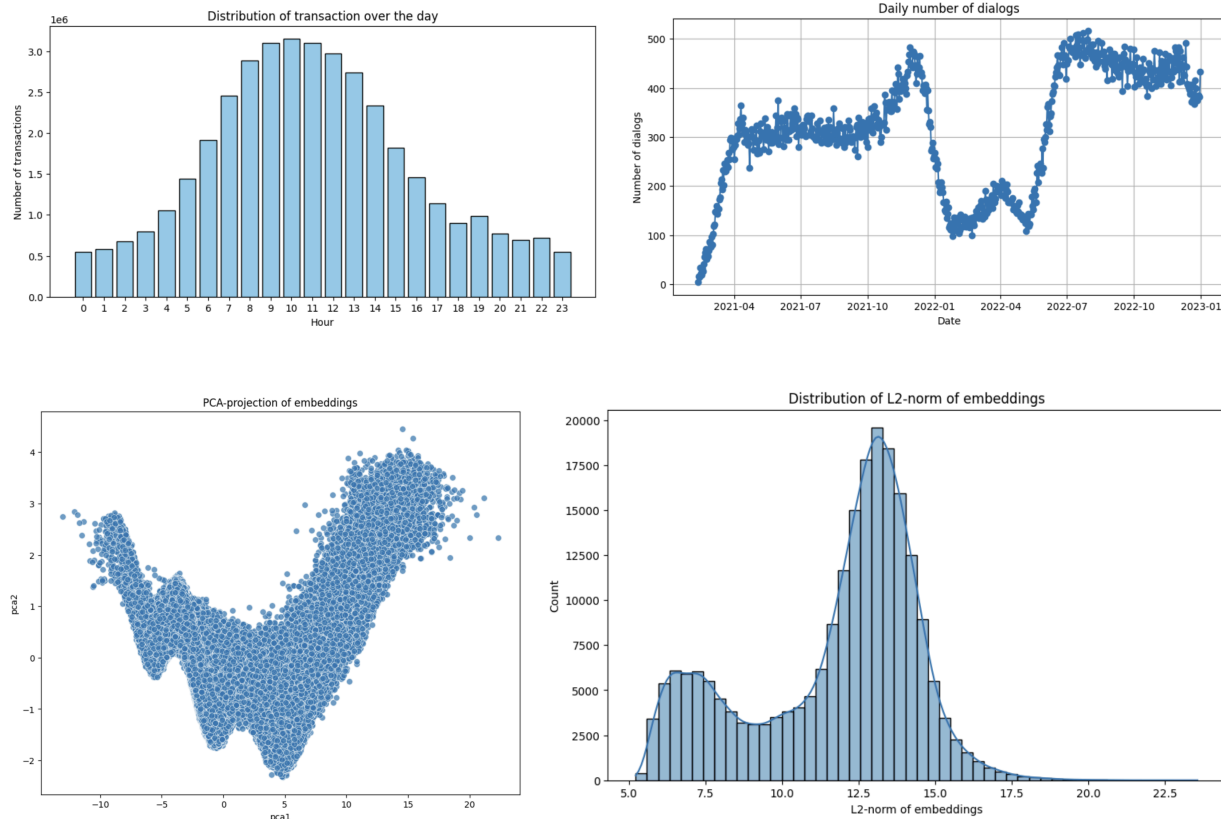 Distribution of transaction over the day
1e6
3.0
2.5
2.0
1.5
1.0
0.5
0.0
Number of transactions
0 1 2 3 4 5 6 7 8 9 10 11 12 13 14 15 16 17 18 19 20 21 22 23
Hour
Daily number of dialogs
500
400
300
200
100
0
Number of dialogs
2021-04 2021-07 2021-10 2022-01 2022-04 2022-07 2022-10 2023-01
Date
PCA-projection of embeddings
4
3
2
1
0
−1
−2
pca2
−10 −5 0 5 10 15 20
pca1
Distribution of L2-norm of embeddings
20000
17500
15000
12500
10000
7500
5000
2500
0
Count
5.0 7.5 10.0 12.5 15.0 17.5 20.0 22.5
L2-norm of embeddings